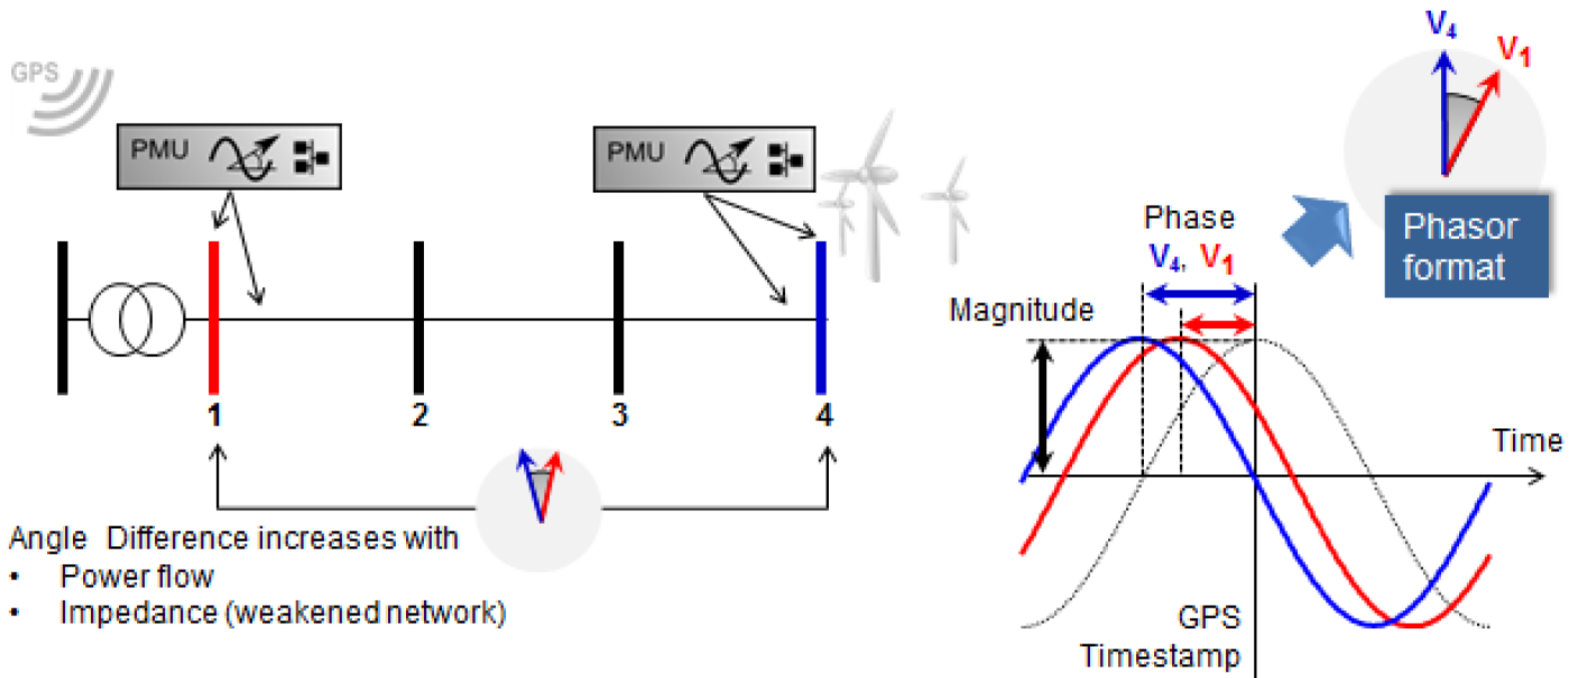 GPS
PMU
PMU
1
2
3
4
Angle Difference increases with
• Power flow
• Impedance (weakened network)
V4
V1
Phasor
format
Phase
V4, V1
Magnitude
Time
GPS
Timestamp